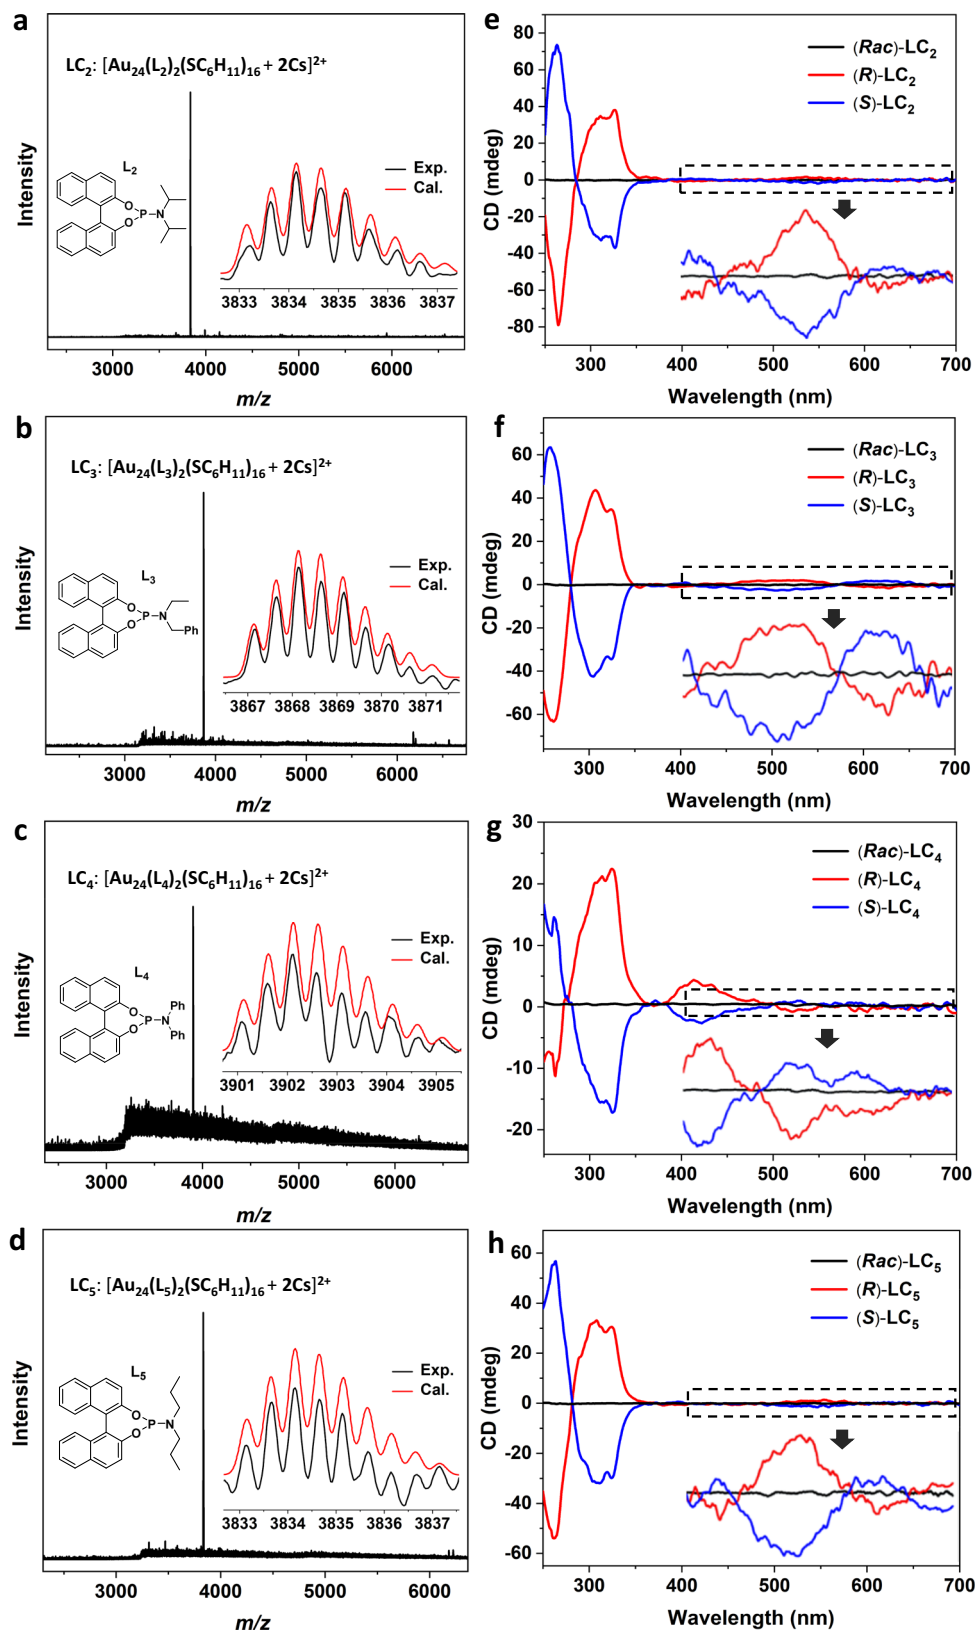 a
LC₂: [Au₂₄(L₂)₂(SC₆H₁₁)₁₆ + 2Cs]²⁺
L₂
O
O
P
N
Exp.
Cal.
3833 3834 3835 3836 3837
Intensity
3000 4000 5000 6000
m/z
e
(Rac)-LC₂
(R)-LC₂
(S)-LC₂
CD (mdeg)
80
60
40
20
0
-20
-40
-60
-80
300 400 500 600 700
Wavelength (nm)
b
LC₃: [Au₂₄(L₃)₂(SC₆H₁₁)₁₆ + 2Cs]²⁺
L₃
O
O
P
N
Ph
Exp.
Cal.
3867 3868 3869 3870 3871
Intensity
3000 4000 5000 6000
m/z
f
(Rac)-LC₃
(R)-LC₃
(S)-LC₃
CD (mdeg)
60
40
20
0
-20
-40
-60
300 400 500 600 700
Wavelength (nm)
c
LC₄: [Au₂₄(L₄)₂(SC₆H₁₁)₁₆ + 2Cs]²⁺
L₄
O
O
P
N
Ph
Ph
Exp.
Cal.
3901 3902 3903 3904 3905
Intensity
3000 4000 5000 6000
m/z
g
(Rac)-LC₄
(R)-LC₄
(S)-LC₄
CD (mdeg)
30
20
10
0
-10
-20
300 400 500 600 700
Wavelength (nm)
d
LC₅: [Au₂₄(L₅)₂(SC₆H₁₁)₁₆ + 2Cs]²⁺
L₅
O
O
P
N
Exp.
Cal.
3833 3834 3835 3836 3837
Intensity
3000 4000 5000 6000
m/z
h
(Rac)-LC₅
(R)-LC₅
(S)-LC₅
CD (mdeg)
60
40
20
0
-20
-40
-60
300 400 500 600 700
Wavelength (nm)